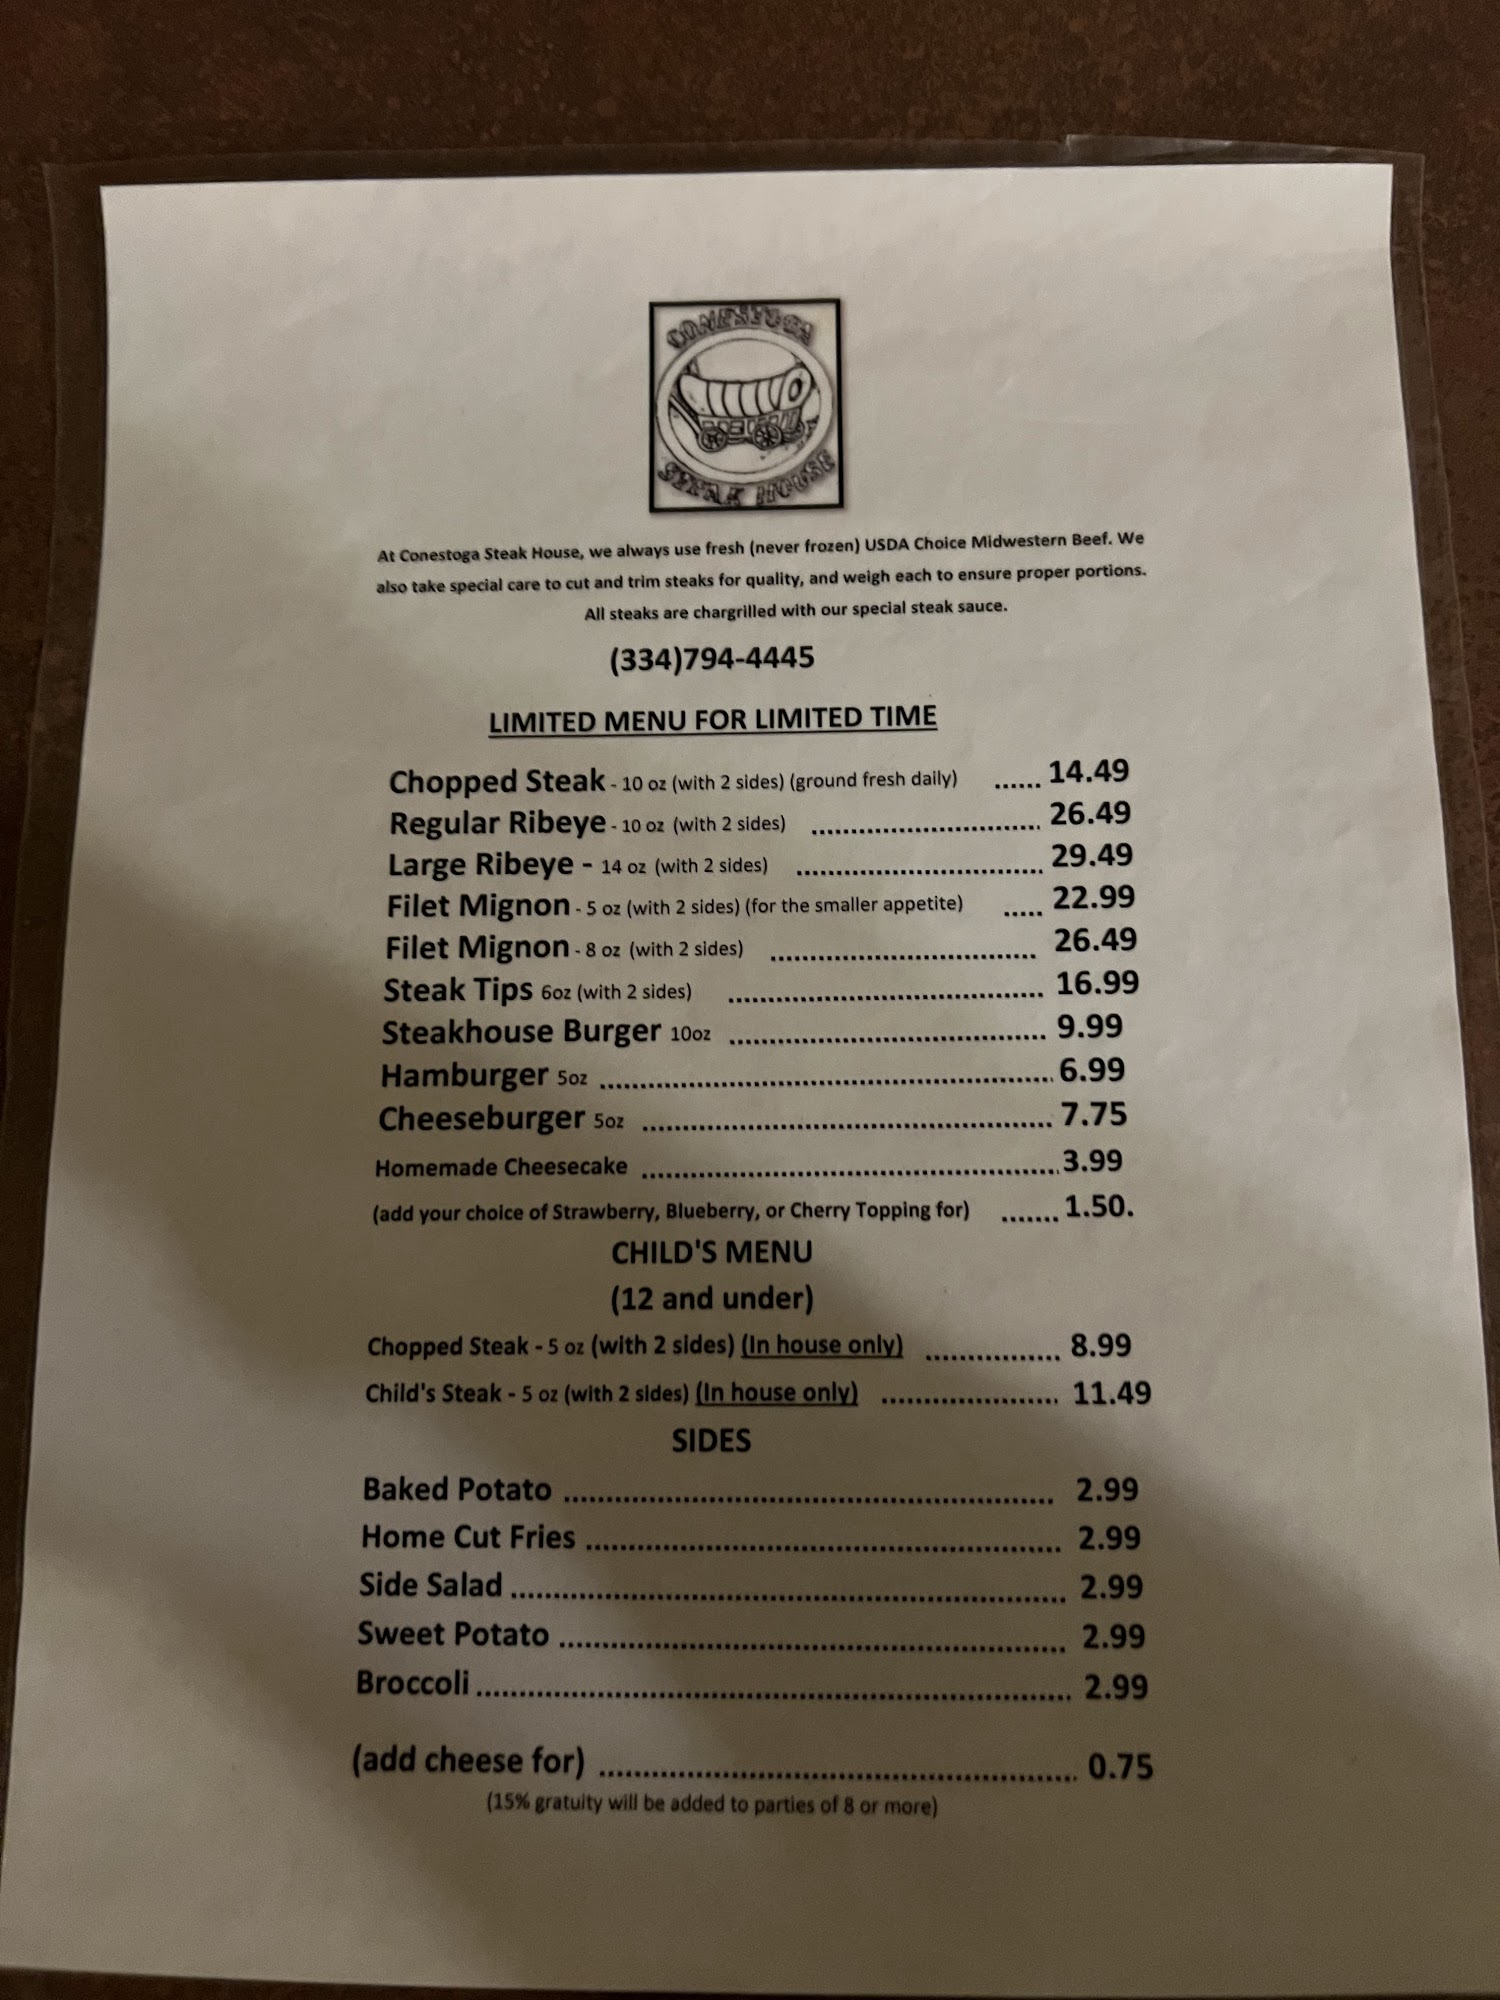 CONESTOGA
STEAK HOUSE
At Conestoga Steak House, we always use fresh (never frozen) USDA Choice Midwestern Beef. We
also take special care to cut and trim steaks for quality, and weigh each to ensure proper portions.
All steaks are chargrilled with our special steak sauce.
(334)794-4445
LIMITED MENU FOR LIMITED TIME
Chopped Steak - 10 oz (with 2 sides) (ground fresh daily) ...... 14.49
Regular Ribeye - 10 oz (with 2 sides) ................................ 26.49
Large Ribeye - 14 oz (with 2 sides) .................................. 29.49
Filet Mignon - 5 oz (with 2 sides) (for the smaller appetite) ..... 22.99
Filet Mignon - 8 oz (with 2 sides) ..................................... 26.49
Steak Tips 6oz (with 2 sides) ............................................ 16.99
Steakhouse Burger 10oz ............................................ 9.99
Hamburger 5oz ............................................................... 6.99
Cheeseburger 5oz ......................................................... 7.75
Homemade Cheesecake .......................................................... 3.99
(add your choice of Strawberry, Blueberry, or Cherry Topping for) ....... 1.50.
CHILD'S MENU
(12 and under)
Chopped Steak - 5 oz (with 2 sides) (In house only) ................ 8.99
Child's Steak - 5 oz (with 2 sides) (In house only) ..................... 11.49
SIDES
Baked Potato .......................................................... 2.99
Home Cut Fries ........................................................ 2.99
Side Salad .................................................................. 2.99
Sweet Potato ............................................................ 2.99
Broccoli ....................................................................... 2.99
(add cheese for) ........................................................ 0.75
(15% gratuity will be added to parties of 8 or more)